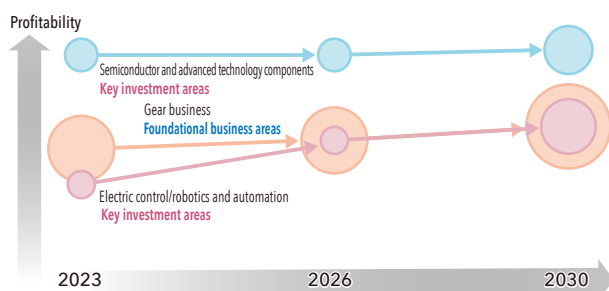 Profitability
Semiconductor and advanced technology components
Key investment areas
Gear business
Foundational business areas
Electric control/robotics and automation
Key investment areas
2023
2026
2030